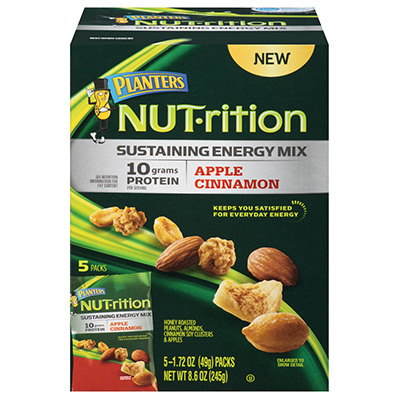 NEW
PLANTERS
NUT·rition
SUSTAINING ENERGY MIX
10 grams
PROTEIN
PER SERVING
APPLE
CINNAMON
SEE NUTRITION
INFORMATION FOR
FAT CONTENT
KEEPS YOU SATISFIED
FOR EVERYDAY ENERGY
5 PACKS
PLANTERS
NUT·rition
SUSTAINING ENERGY MIX
10 grams
PROTEIN
APPLE
CINNAMON
HONEY ROASTED
PEANUTS, ALMONDS,
CINNAMON SOY CLUSTERS
& APPLES
ENLARGED TO
SHOW DETAIL
5–1.72 OZ (49g) PACKS
NET WT 8.6 OZ (245g)
U